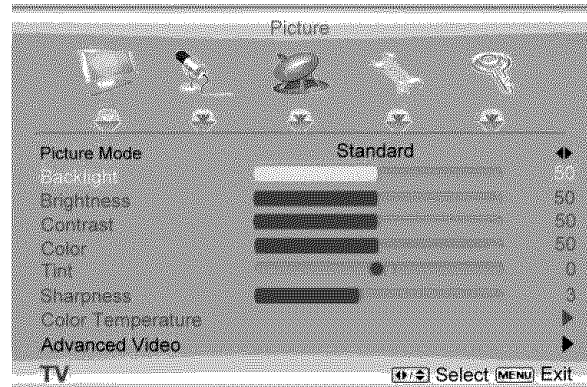 Picture
Picture Mode Standard
Backlight 50
Brightness 50
Contrast 50
Color 50
Tint 0
Sharpness 3
Color Temperature
Advanced Video
TV Select MENU Exit